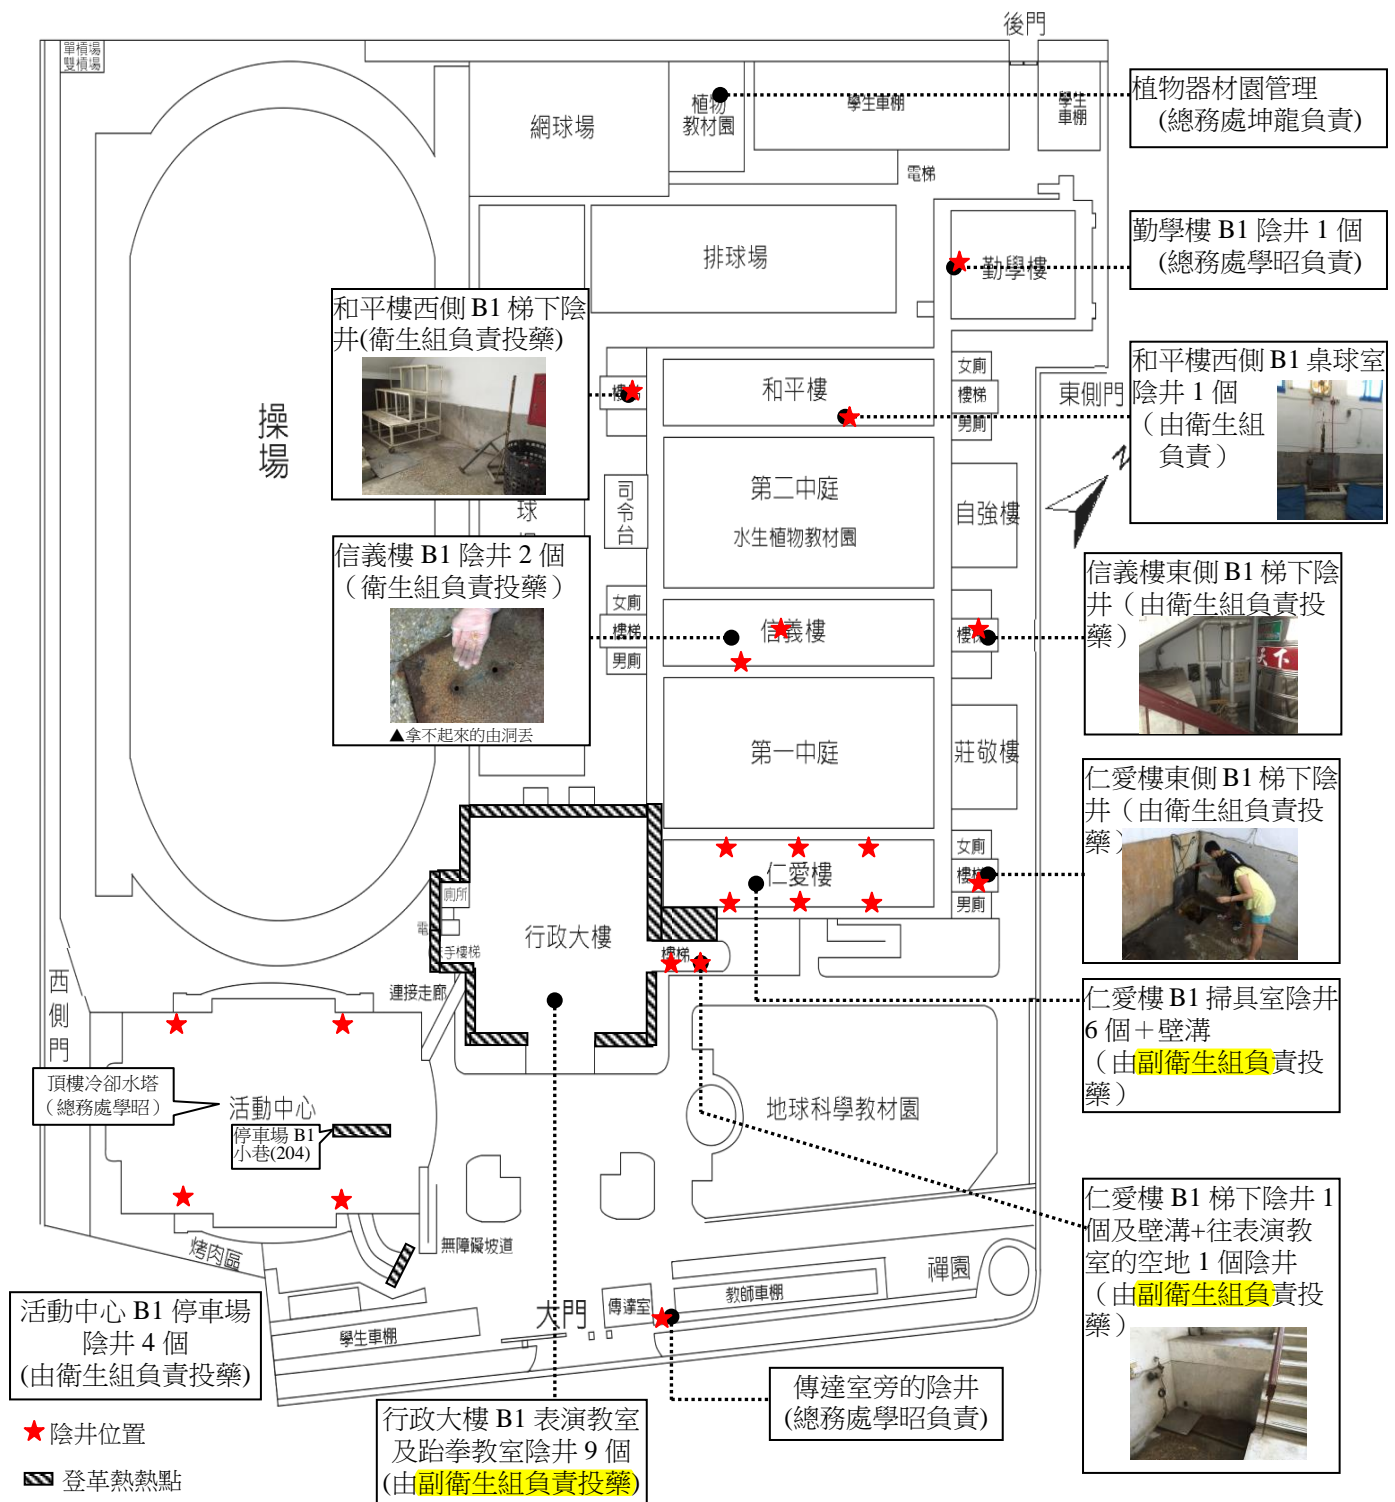 後門
單槓場
雙槓場
植物
教材園
學生車棚
學生
車棚
網球場
電梯
植物器材園管理
(總務處坤龍負責)
勤學樓 B1 陰井 1 個
(總務處學昭負責)
排球場
勤學樓
和平樓西側 B1 梯下陰
井(衛生組負責投藥)
和平樓西側 B1 桌球室
陰井 1 個
（由衛生組
負責）
操場
和平樓
女廁
樓梯
男廁
東側門
N
司令台
球
第二中庭
水生植物教材園
自強樓
信義樓 B1 陰井 2 個
（衛生組負責投藥）
▲拿不起來的由洞丟
女廁
樓梯
男廁
信義樓
信義樓東側 B1 梯下陰
井（由衛生組負責投
藥）
天下
第一中庭
莊敬樓
仁愛樓東側 B1 梯下陰
井（由衛生組負責投
藥）
仁愛樓
女廁
樓梯
男廁
廁所
電
手樓梯
行政大樓
樓梯
連接走廊
西側門
仁愛樓 B1 掃具室陰井
6 個＋壁溝
（由副衛生組負責投
藥）
頂樓冷卻水塔
（總務處學昭）
活動中心
停車場 B1
小巷(204)
地球科學教材園
仁愛樓 B1 梯下陰井 1
個及壁溝+往表演教
室的空地 1 個陰井
（由副衛生組負責投
藥）
烤肉區
無障礙坡道
禪園
教師車棚
傳達室
大門
學生車棚
活動中心 B1 停車場
陰井 4 個
(由衛生組負責投藥)
傳達室旁的陰井
(總務處學昭負責)
行政大樓 B1 表演教室
及跆拳教室陰井 9 個
(由副衛生組負責投藥)
陰井位置
登革熱熱點